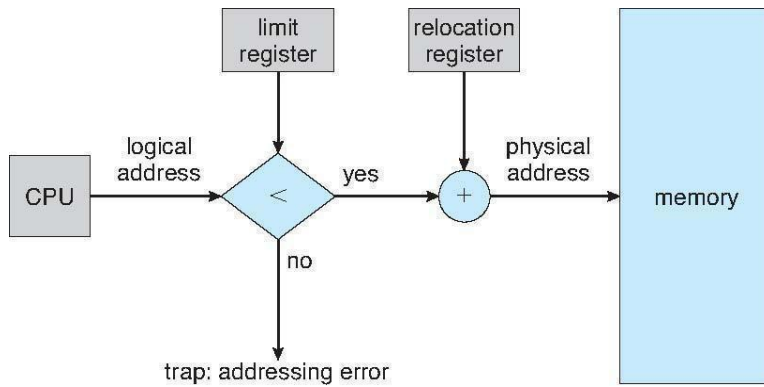 limit
register
relocation
register
logical
address
CPU
<
yes
+
physical
address
memory
no
trap: addressing error